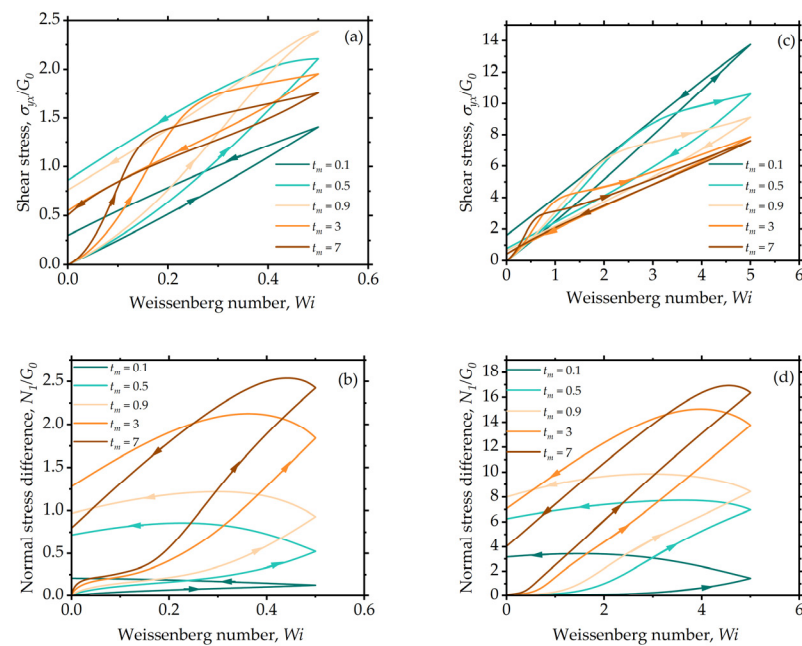 (a)
2.5
2.0
1.5
1.0
0.5
0.0
Shear stress, σyx/G0
tm = 0.1
tm = 0.5
tm = 0.9
tm = 3
tm = 7
0.0 0.2 0.4 0.6
Weissenberg number, Wi
(c)
14
12
10
8
6
4
2
0
Shear stress, σyx/G0
tm = 0.1
tm = 0.5
tm = 0.9
tm = 3
tm = 7
0 1 2 3 4 5 6
Weissenberg number, Wi
(b)
2.5
2.0
1.5
1.0
0.5
0.0
Normal stress difference, N1/G0
tm = 0.1
tm = 0.5
tm = 0.9
tm = 3
tm = 7
0.0 0.2 0.4 0.6
Weissenberg number, Wi
(d)
18
16
14
12
10
8
6
4
2
0
Normal stress difference, N1/G0
tm = 0.1
tm = 0.5
tm = 0.9
tm = 3
tm = 7
0 2 4 6
Weissenberg number, Wi